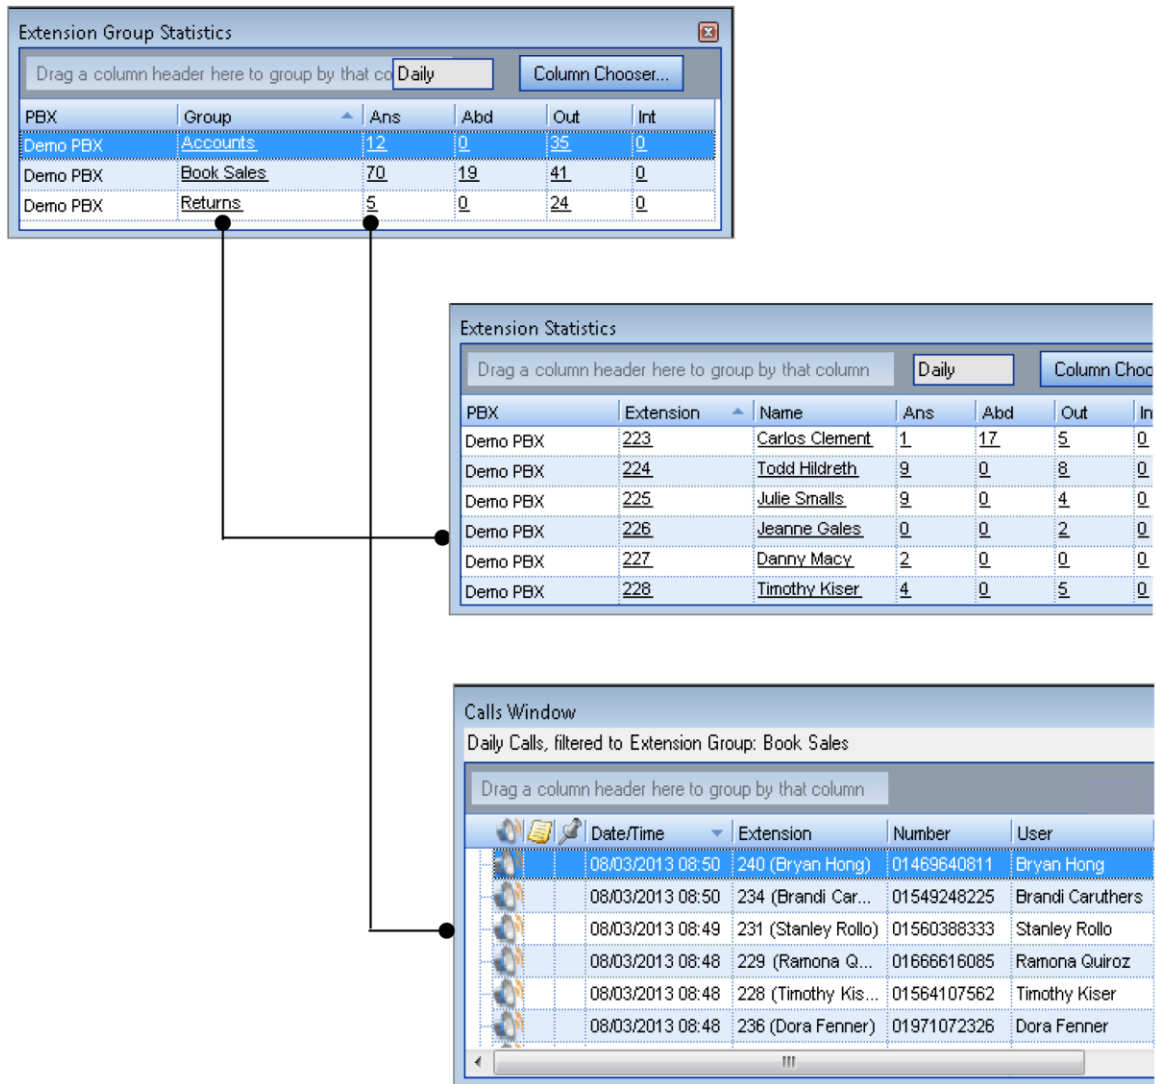 Extension Group Statistics
Drag a column header here to group by that co Daily Column Chooser...
PBX Group Ans Abd Out Int
Demo PBX Accounts 12 0 35 0
Demo PBX Book Sales 70 19 41 0
Demo PBX Returns 5 0 24 0
Extension Statistics
Drag a column header here to group by that column Daily Column Choo
PBX Extension Name Ans Abd Out In
Demo PBX 223 Carlos Clement 1 17 5 0
Demo PBX 224 Todd Hildreth 9 0 8 0
Demo PBX 225 Julie Smalls 9 0 4 0
Demo PBX 226 Jeanne Gales 0 0 2 0
Demo PBX 227 Danny Macy 2 0 0 0
Demo PBX 228 Timothy Kiser 4 0 5 0
Calls Window
Daily Calls, filtered to Extension Group: Book Sales
Drag a column header here to group by that column
Date/Time Extension Number User
08/03/2013 08:50 240 (Bryan Hong) 01469640811 Bryan Hong
08/03/2013 08:50 234 (Brandi Car... 01549248225 Brandi Caruthers
08/03/2013 08:49 231 (Stanley Rollo) 01560388333 Stanley Rollo
08/03/2013 08:48 229 (Ramona Q... 01666616085 Ramona Quiroz
08/03/2013 08:48 228 (Timothy Kis... 01564107562 Timothy Kiser
08/03/2013 08:48 236 (Dora Fenner) 01971072326 Dora Fenner